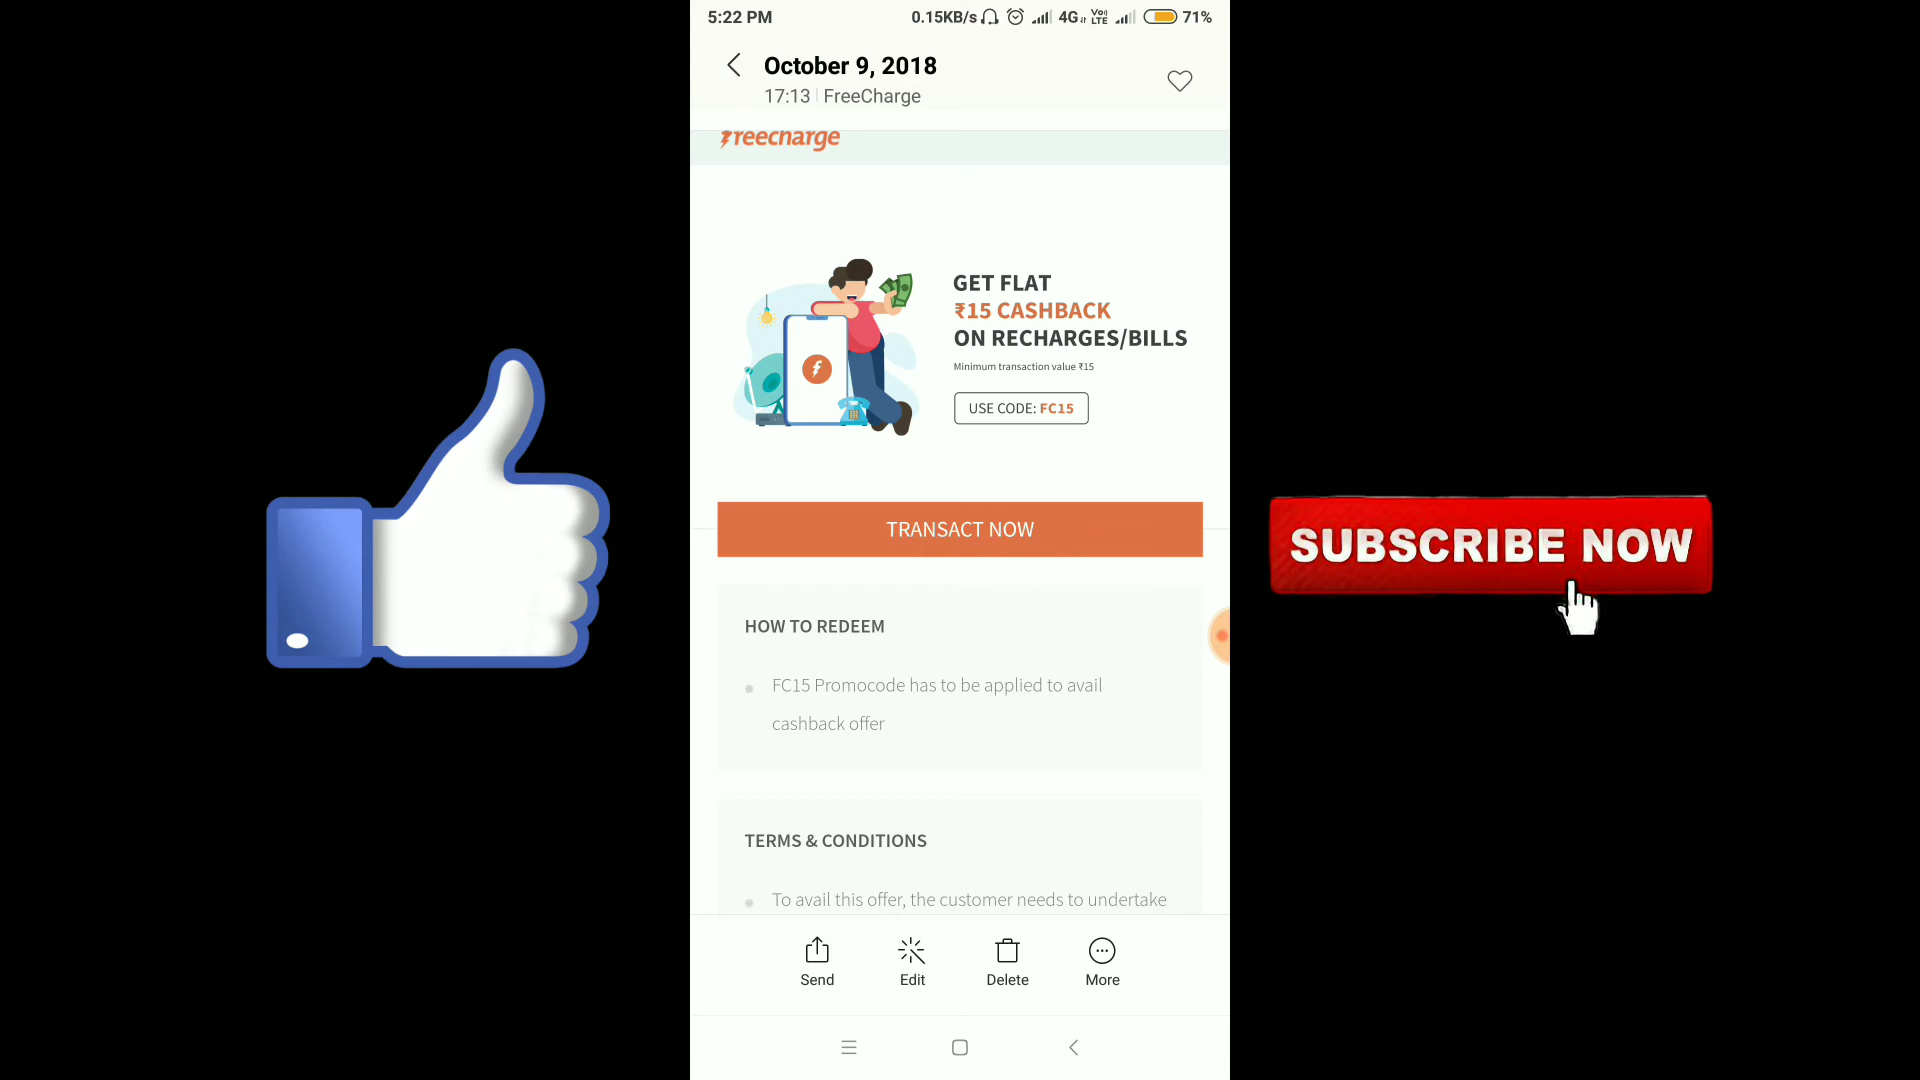 5:22 PM
0.15KB/s 4G VoLTE 71%
October 9, 2018
17:13 | FreeCharge
freecharge
GET FLAT
₹15 CASHBACK
ON RECHARGES/BILLS
Minimum transaction value ₹15
USE CODE: FC15
TRANSACT NOW
HOW TO REDEEM
FC15 Promocode has to be applied to avail
cashback offer
TERMS & CONDITIONS
To avail this offer, the customer needs to undertake
Send
Edit
Delete
More
SUBSCRIBE NOW